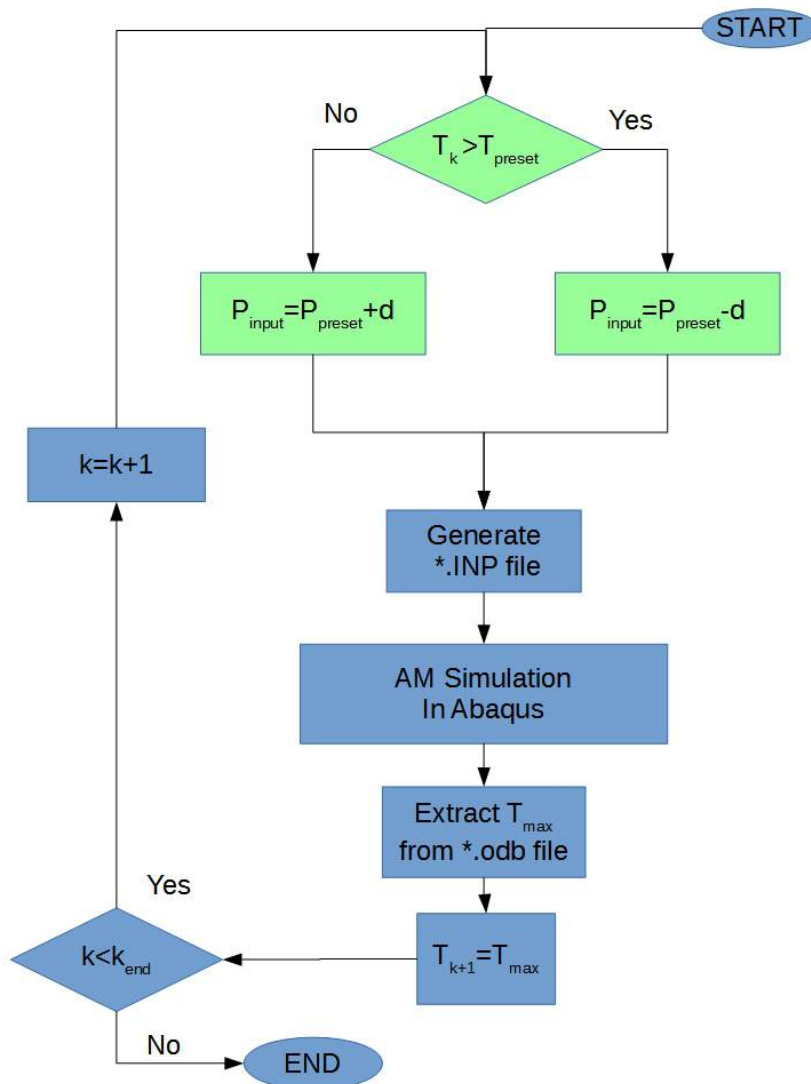 START
No
Yes
T_k >T_preset
P_input=P_preset+d
P_input=P_preset-d
k=k+1
Generate
*.INP file
AM Simulation
In Abaqus
Extract T_max
from *.odb file
Yes
k<k_end
T_k+1=T_max
No
END